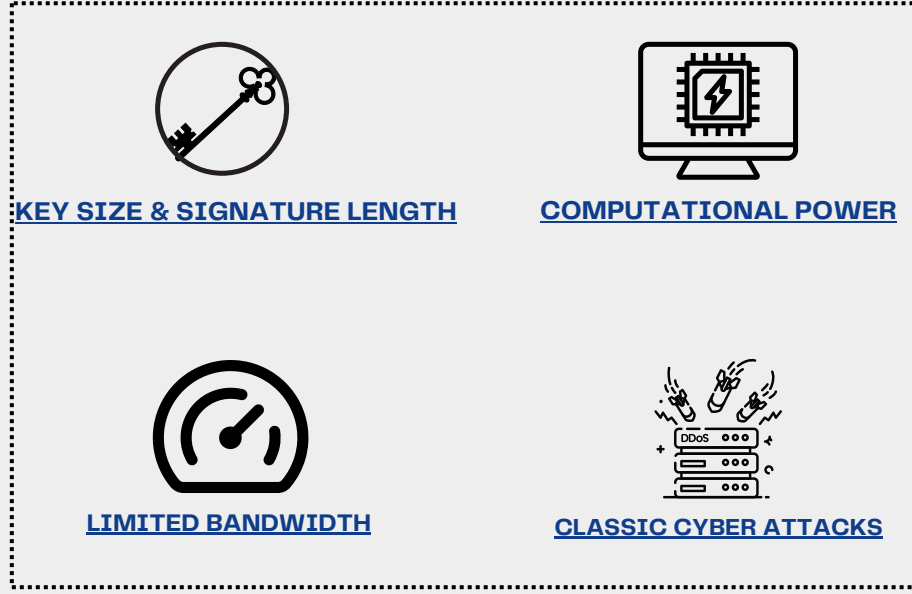 KEY SIZE & SIGNATURE LENGTH
COMPUTATIONAL POWER
DDoS
LIMITED BANDWIDTH
CLASSIC CYBER ATTACKS